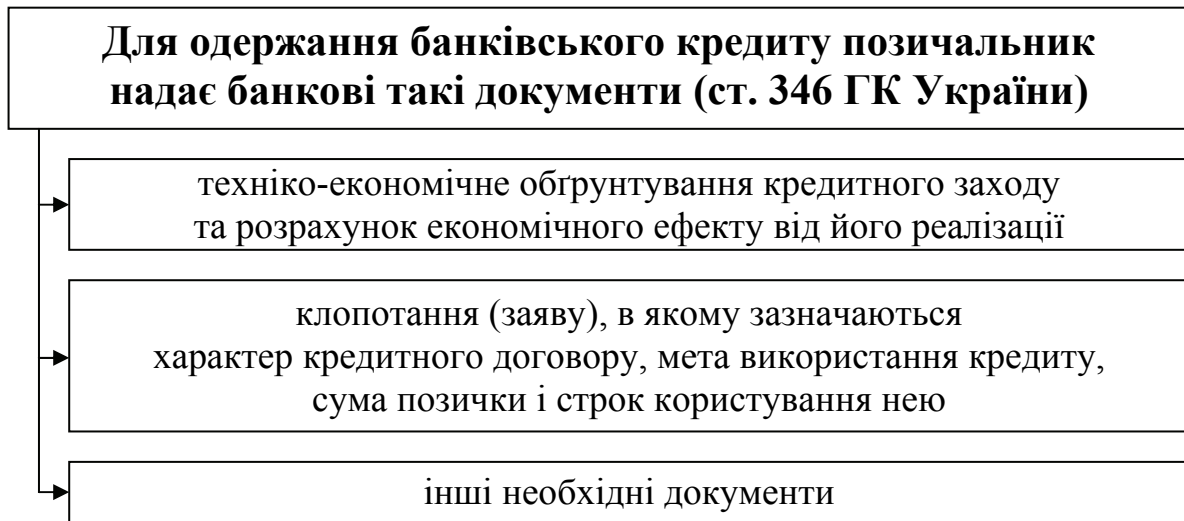 Для одержання банківського кредиту позичальник
надає банкові такі документи (ст. 346 ГК України)
техніко-економічне обґрунтування кредитного заходу
та розрахунок економічного ефекту від його реалізації
клопотання (заяву), в якому зазначаються
характер кредитного договору, мета використання кредиту,
сума позички і строк користування нею
інші необхідні документи